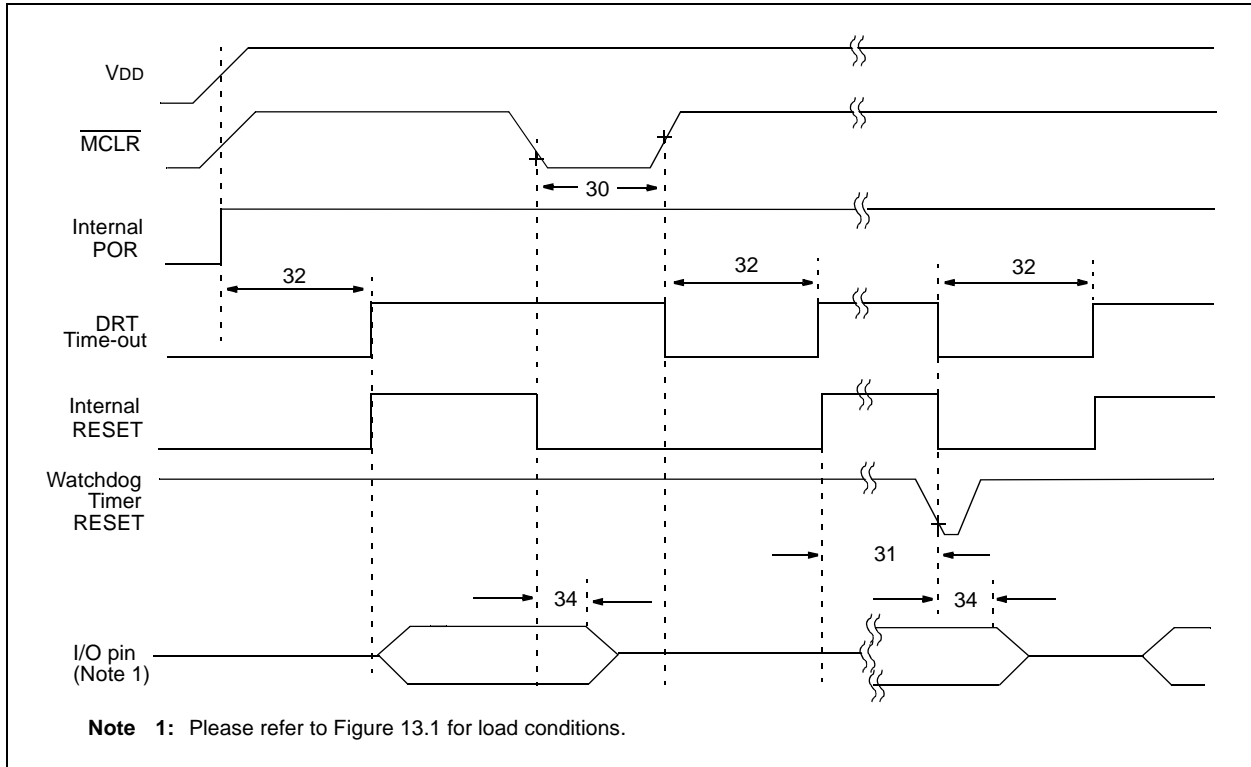 VDD
MCLR
30
Internal
POR
32
32
32
DRT
Time-out
Internal
RESET
Watchdog
Timer
RESET
31
34
34
I/O pin
(Note 1)
Note 1: Please refer to Figure 13.1 for load conditions.